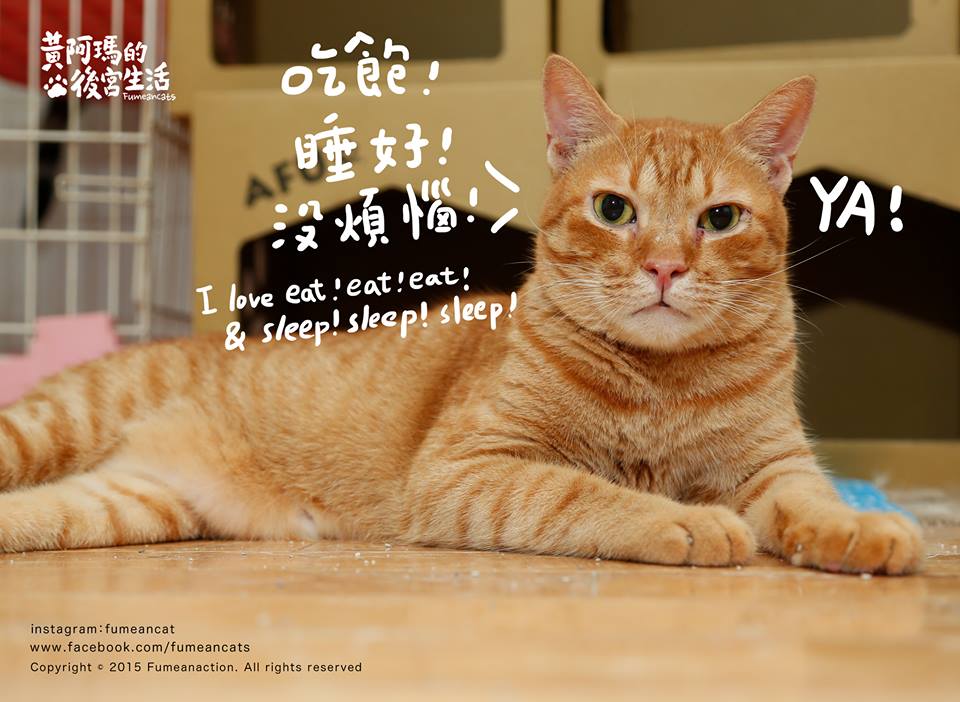 黃阿瑪的
後宮生活
Fumeancats
吃飽！
睡好！
沒煩惱！
YA！
I love eat！eat！eat！
& sleep！sleep！sleep！
instagram：fumeancat
www.facebook.com/fumeancats
Copyright © 2015 Fumeanaction. All rights reserved